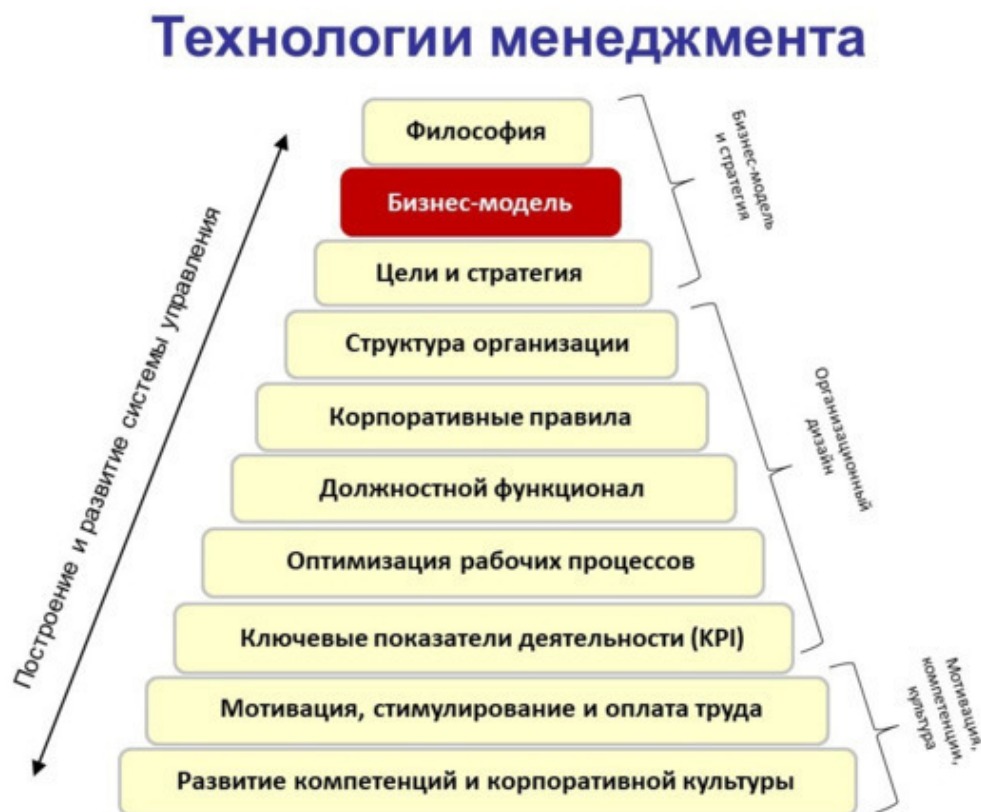 Технологии менеджмента
Философия
Бизнес-модель
Цели и стратегия
Структура организации
Корпоративные правила
Должностной функционал
Оптимизация рабочих процессов
Ключевые показатели деятельности (KPI)
Мотивация, стимулирование и оплата труда
Развитие компетенций и корпоративной культуры
Построение и развитие системы управления
Бизнес-модель
и стратегия
Организационный
дизайн
Мотивация,
компетенции,
культура